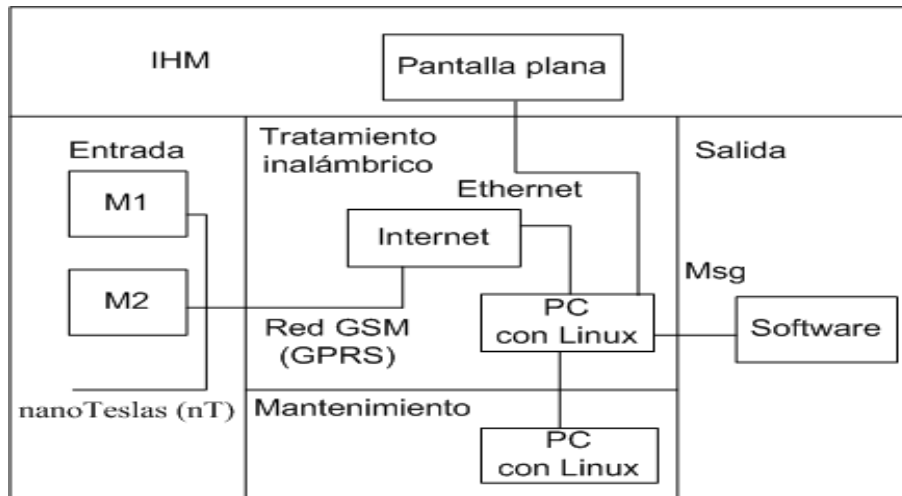 IHM
Pantalla plana
Entrada
M1
M2
nanoTeslas (nT)
Tratamiento
inalámbrico
Ethernet
Internet
Red GSM
(GPRS)
PC
con Linux
Mantenimiento
PC
con Linux
Salida
Msg
Software